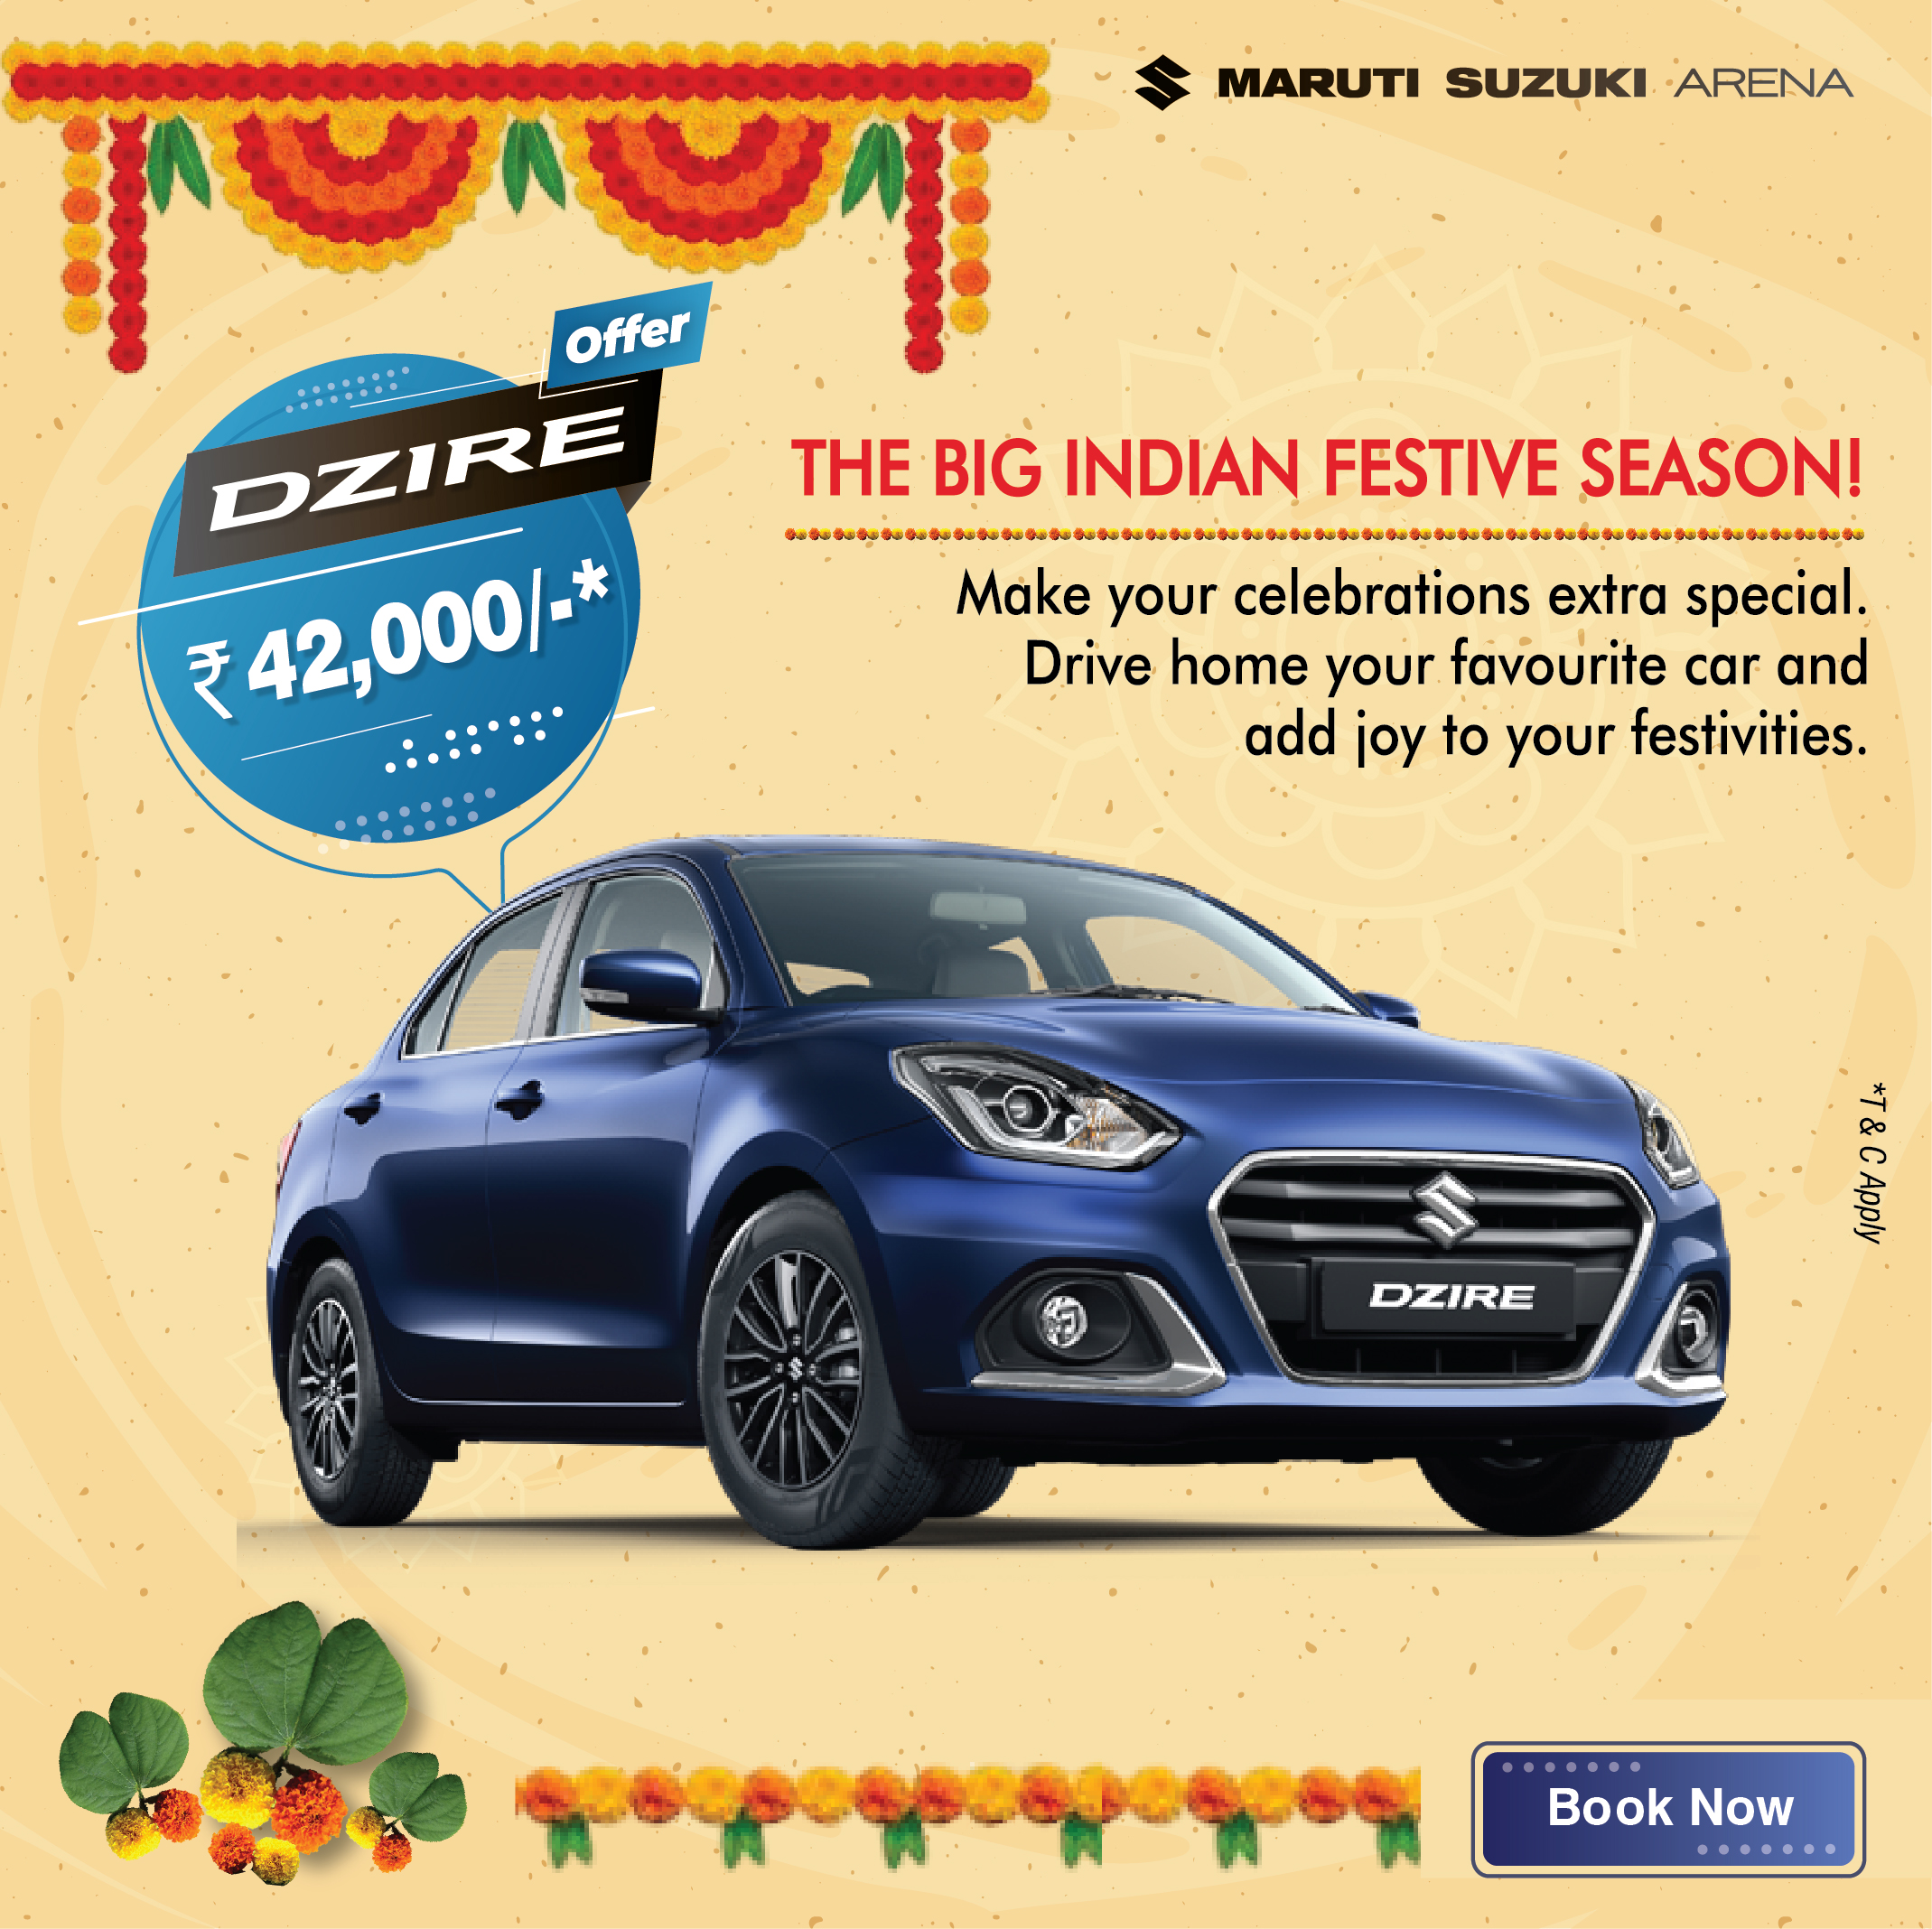 MARUTI SUZUKI ARENA
Offer
DZIRE
₹ 42,000/-*
THE BIG INDIAN FESTIVE SEASON!
Make your celebrations extra special.
Drive home your favourite car and
add joy to your festivities.
*T & C Apply
DZIRE
Book Now